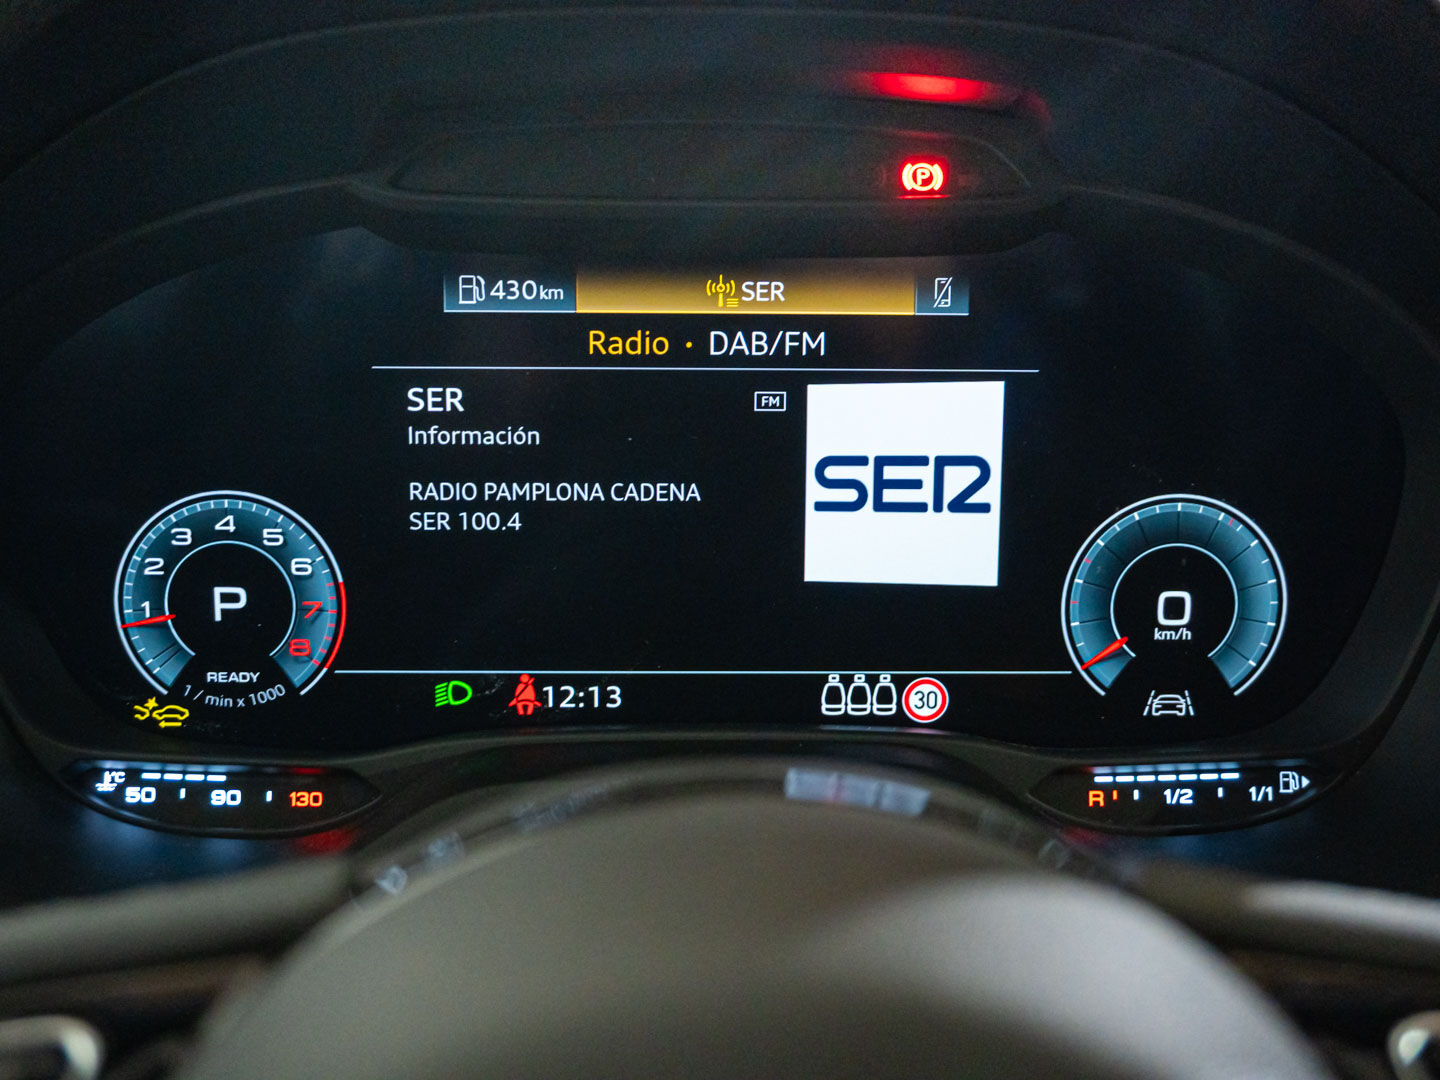 P
430 km
SER
Radio • DAB/FM
SER
FM
Información
RADIO PAMPLONA CADENA
SER 100.4
SER
1 2 3 4 5 6 7 8
P
READY
1 / min x 1000
0
km/h
12:13
30
°C
50 90 130
R 1/2 1/1